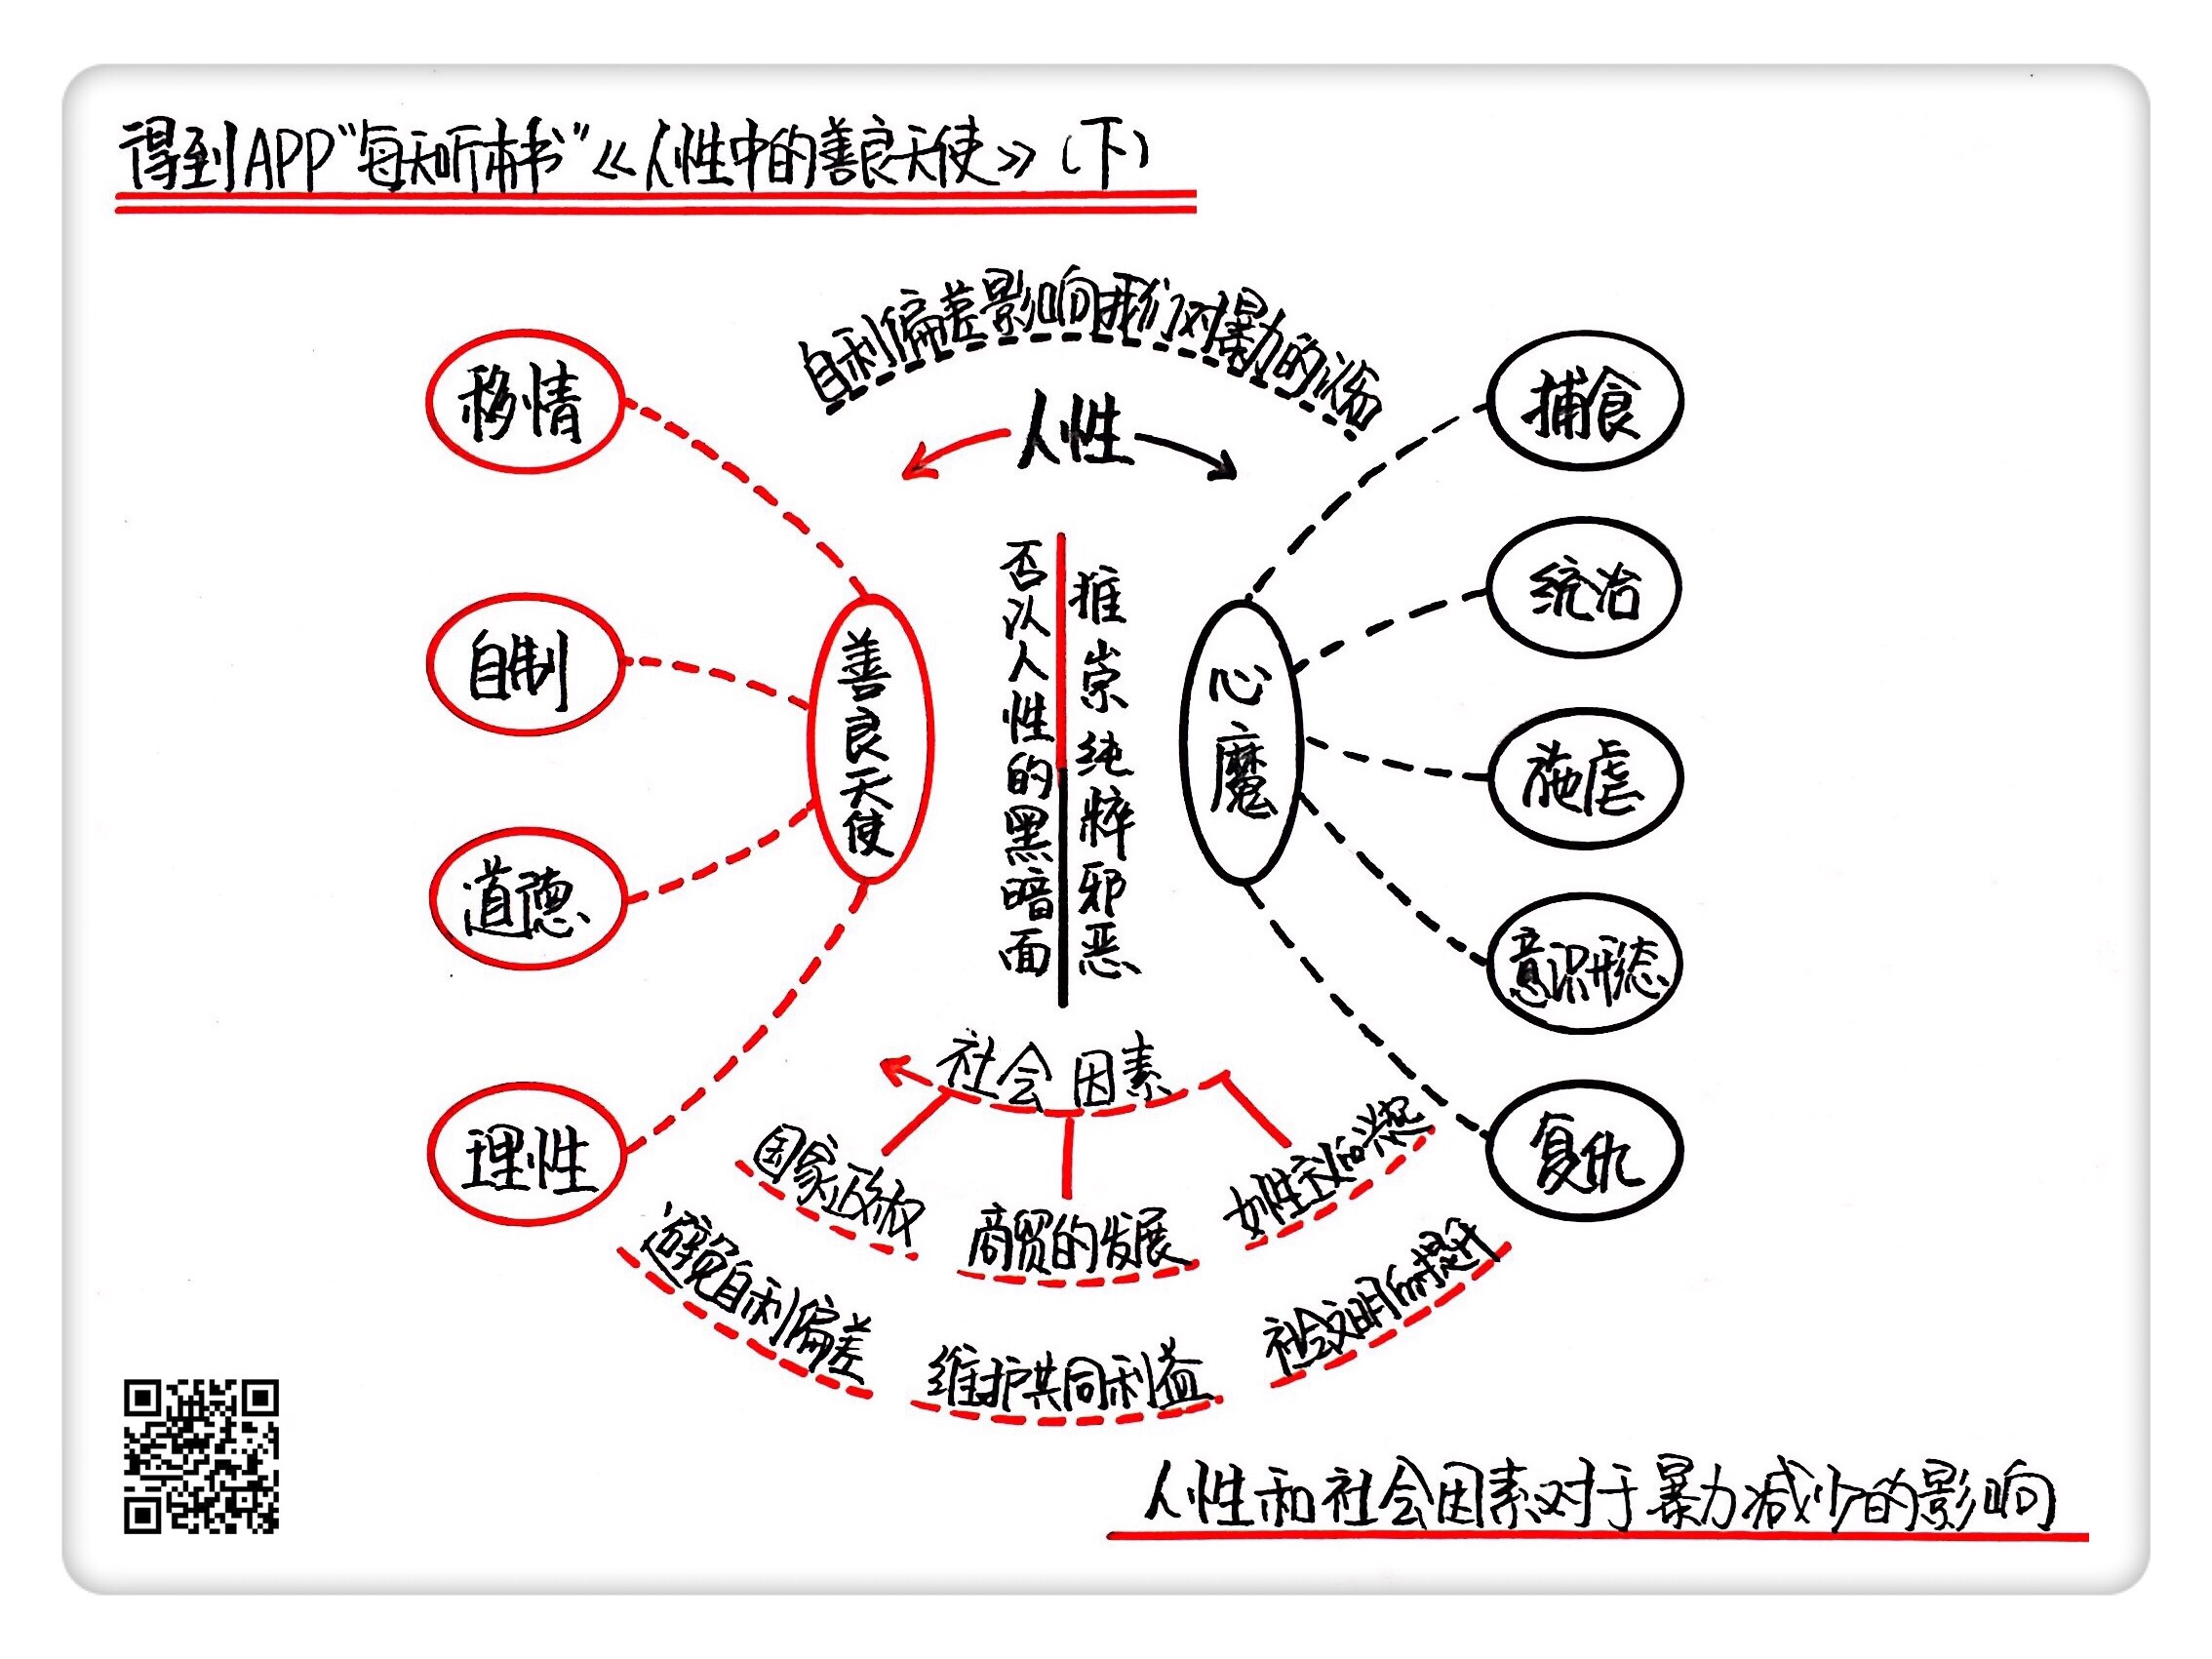 得到APP“每天听本书”《人性中的善良天使》(下)
自利偏差影响我们对暴力的认知
人性
移情
自制
道德
理性
善良天使
否认人性的黑暗面
推崇纯粹邪恶
心魔
捕食
统治
施虐
意识形态
复仇
社会因素
国家政权
商贸的发展
女性主义的兴起
避免自利偏差
维护共同利益
社会文明的提升
人性和社会因素对于暴力减少的影响